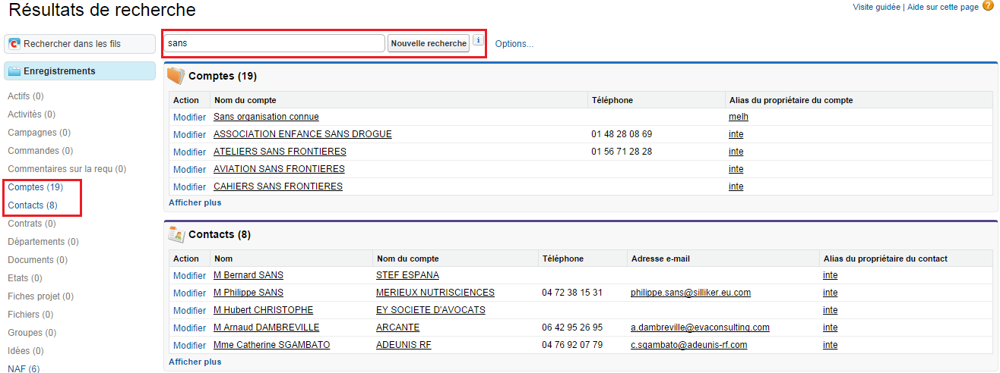 Résultats de recherche
Visite guidée | Aide sur cette page
Rechercher dans les fils
sans
Nouvelle recherche
i
Options...
Enregistrements
Actifs (0)
Activités (0)
Campagnes (0)
Commandes (0)
Commentaires sur la requ (0)
Comptes (19)
Contacts (8)
Contrats (0)
Départements (0)
Documents (0)
Etats (0)
Fiches projet (0)
Fichiers (0)
Groupes (0)
Idées (0)
NAF (6)
Comptes (19)
Action Nom du compte Téléphone Alias du propriétaire du compte
Modifier Sans organisation connue melh
Modifier ASSOCIATION ENFANCE SANS DROGUE 01 48 28 08 69 inte
Modifier ATELIERS SANS FRONTIERES 01 56 71 28 28 inte
Modifier AVIATION SANS FRONTIERES inte
Modifier CAHIERS SANS FRONTIERES inte
Afficher plus
Contacts (8)
Action Nom Nom du compte Téléphone Adresse e-mail Alias du propriétaire du contact
Modifier M Bernard SANS STEF ESPANA inte
Modifier M Philippe SANS MERIEUX NUTRISCIENCES 04 72 38 15 31 philippe.sans@silliker.eu.com inte
Modifier M Hubert CHRISTOPHE EY SOCIETE D'AVOCATS inte
Modifier M Arnaud DAMBREVILLE ARCANTE 06 42 95 26 95 a.dambreville@evaconsulting.com inte
Modifier Mme Catherine SGAMBATO ADEUNIS RF 04 76 92 07 79 c.sgambato@adeunis-rf.com inte
Afficher plus